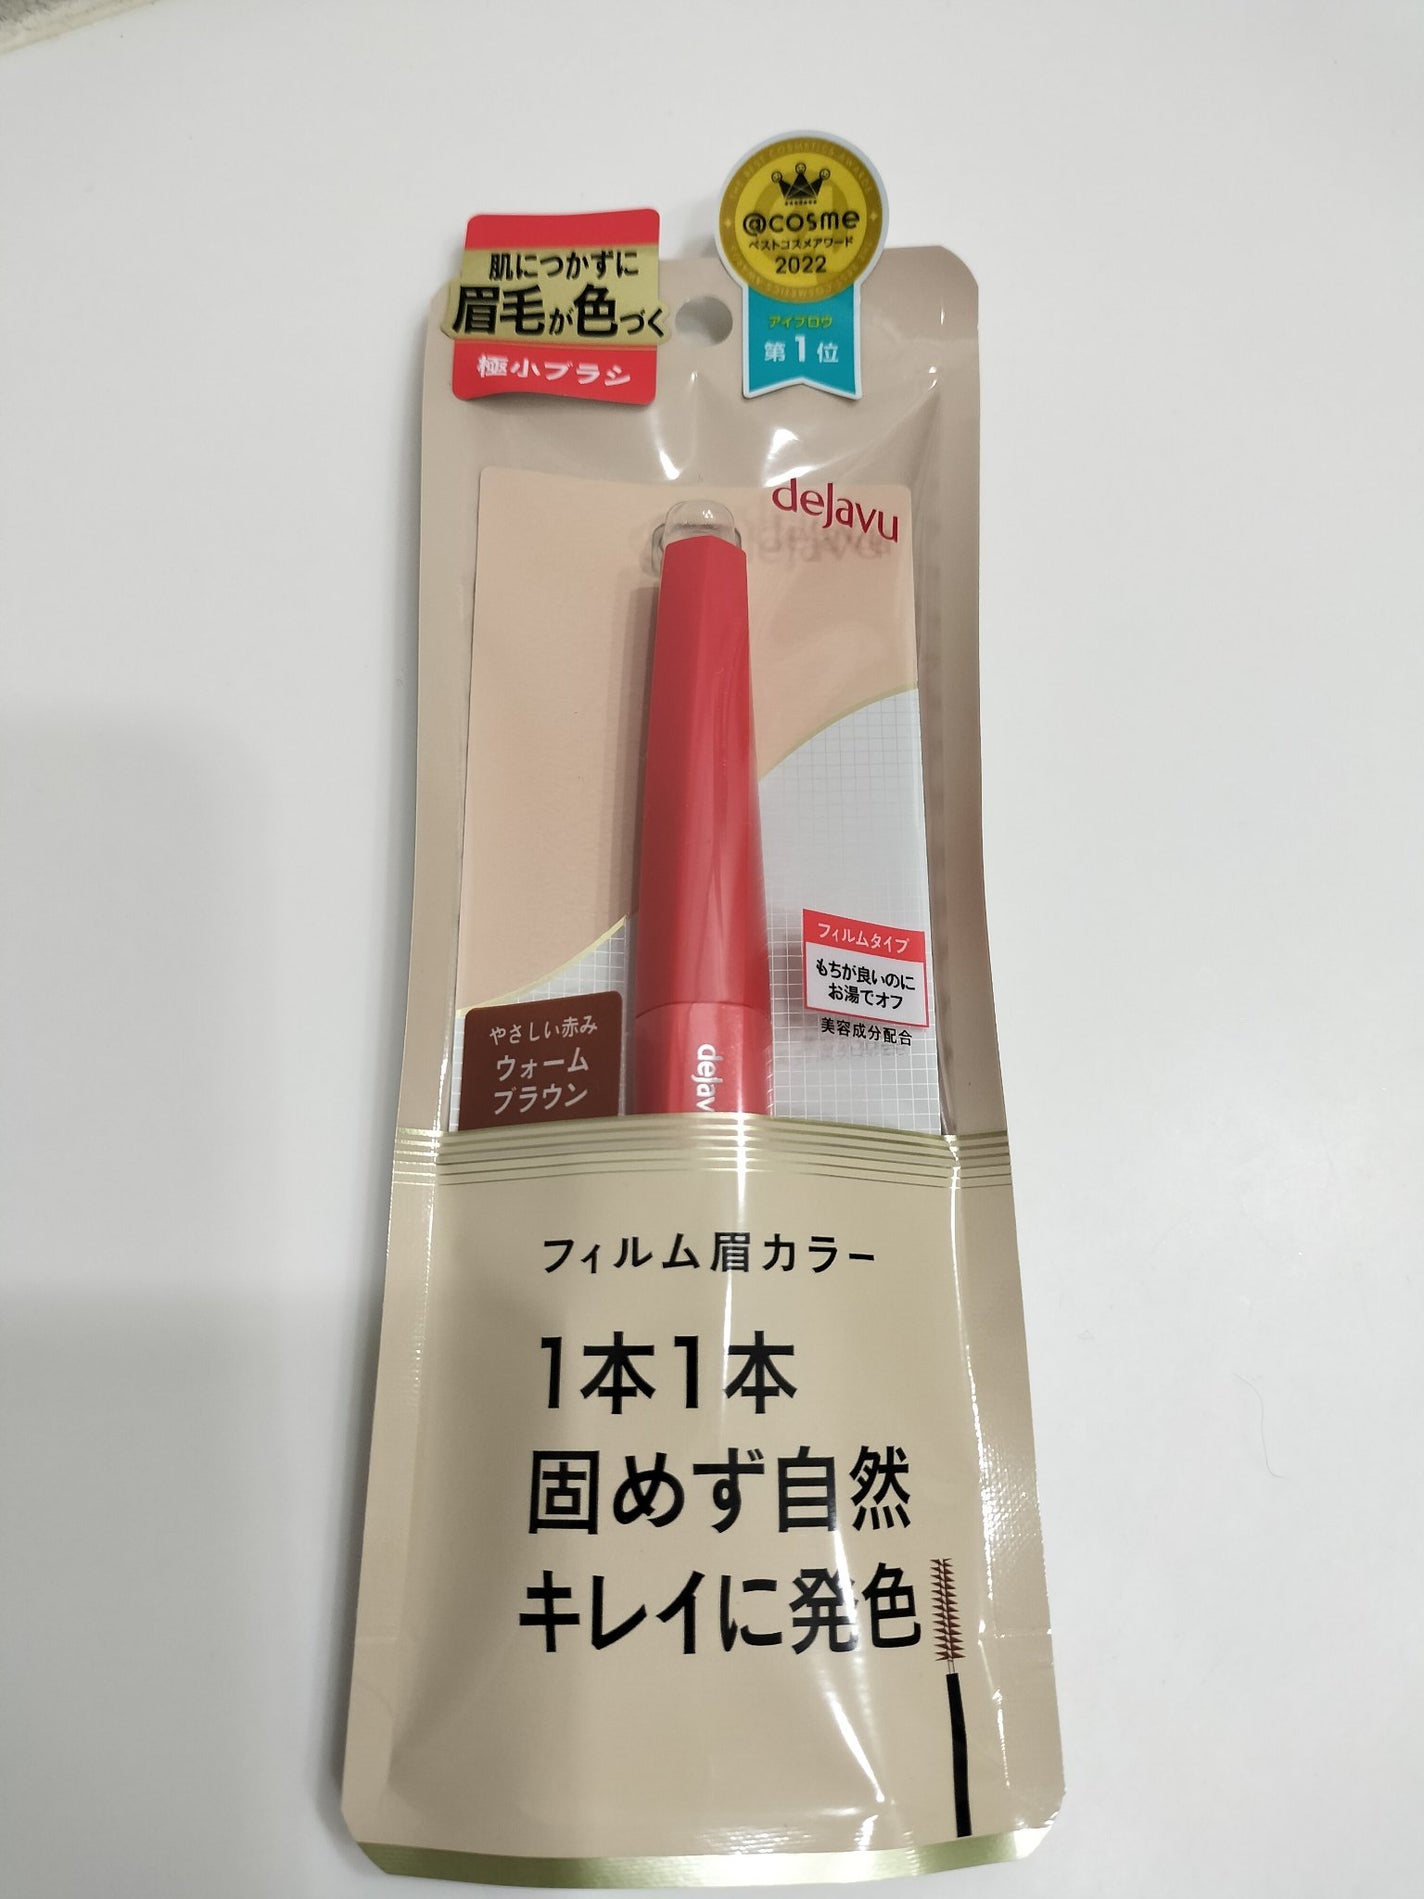 @cosme
ベストコスメアワード
2022
アイブロウ
第1位
肌につかずに
眉毛が色づく
極小ブラシ
dejavu
フィルムタイプ
もちが良いのに
お湯でオフ
美容成分配合
やさしい赤み
ウォーム
ブラウン
dejav
フィルム眉カラー
1本1本
固めず自然
キレイに発色